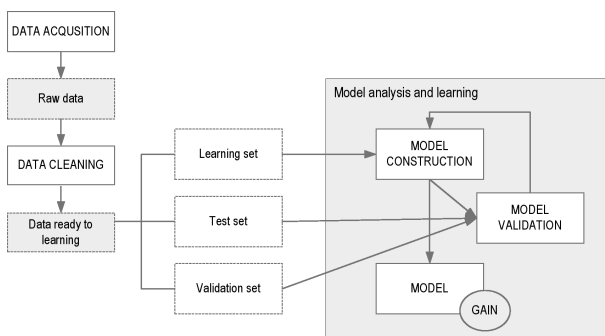 DATA ACQUSITION
Raw data
DATA CLEANING
Data ready to
learning
Learning set
Test set
Validation set
Model analysis and learning
MODEL
CONSTRUCTION
MODEL
VALIDATION
MODEL
GAIN